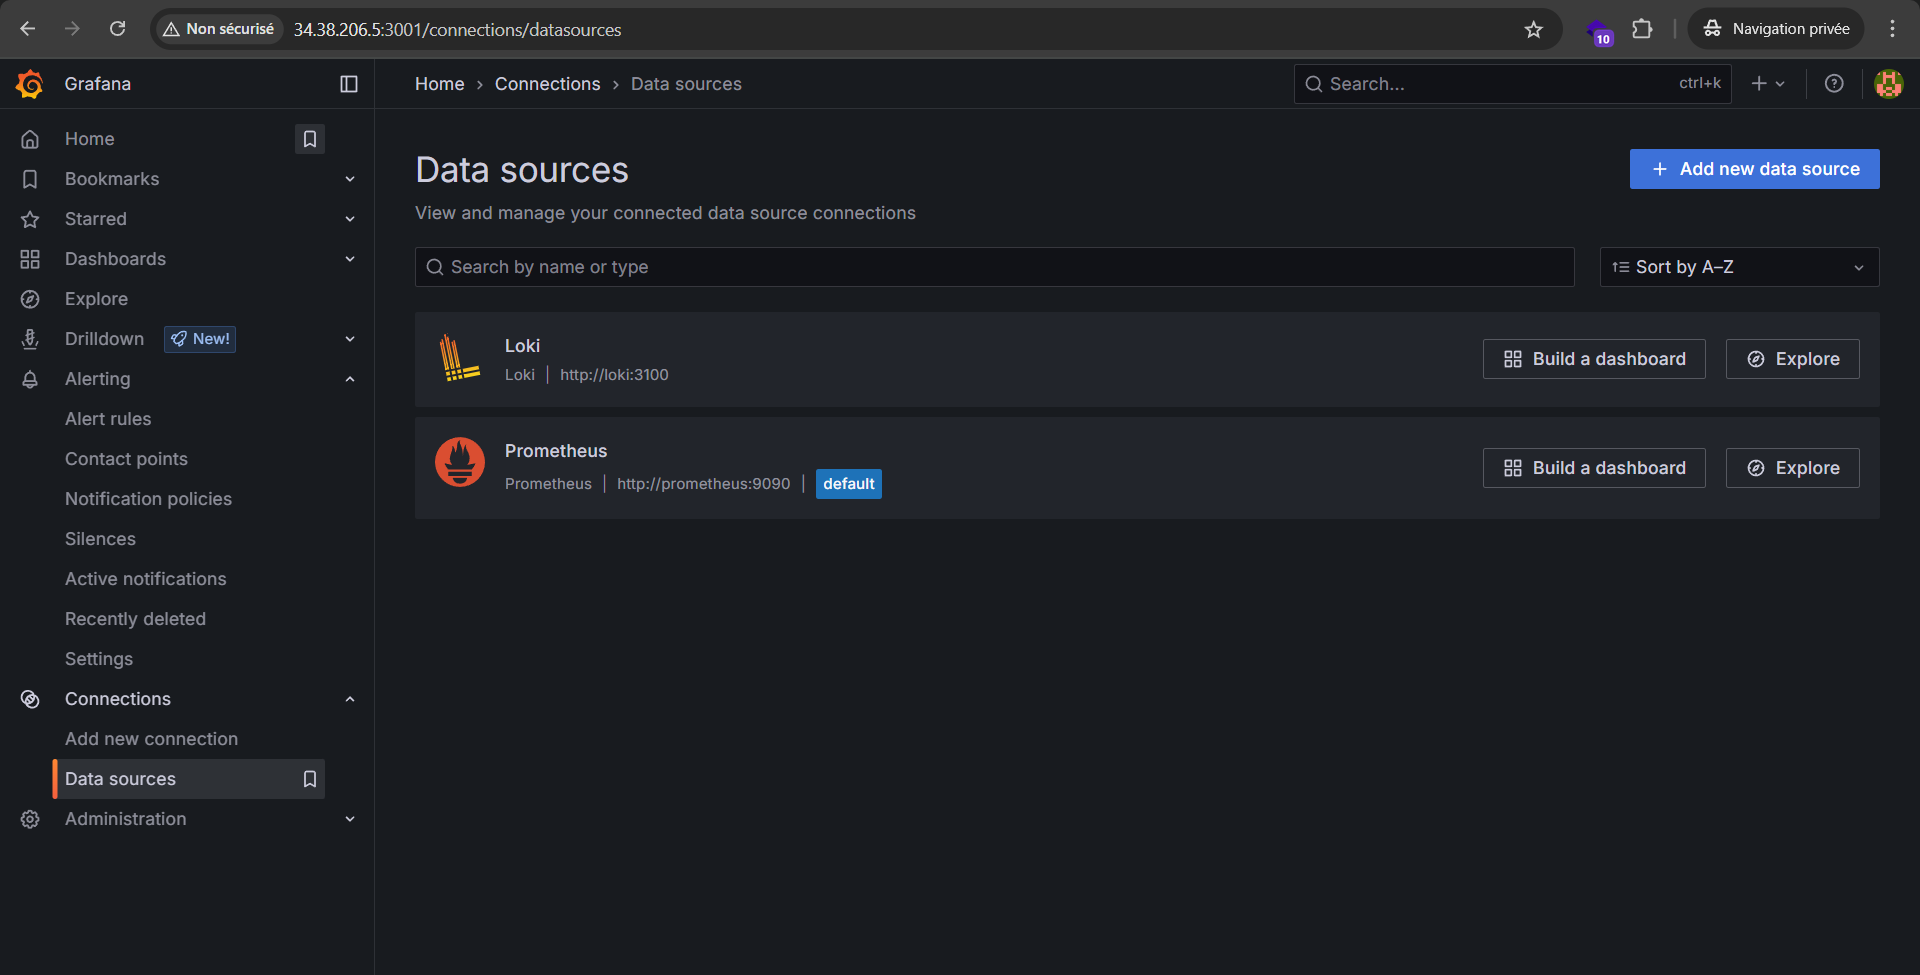 Non sécurisé
34.38.206.5:3001/connections/datasources
10
Navigation privée
Grafana
Home
Bookmarks
Starred
Dashboards
Explore
Drilldown New!
Alerting
Alert rules
Contact points
Notification policies
Silences
Active notifications
Recently deleted
Settings
Connections
Add new connection
Data sources
Administration
Home › Connections › Data sources
Search... ctrl+k
Data sources
Add new data source
View and manage your connected data source connections
Search by name or type
Sort by A–Z
Loki
Loki | http://loki:3100
Build a dashboard
Explore
Prometheus
Prometheus | http://prometheus:9090 | default
Build a dashboard
Explore